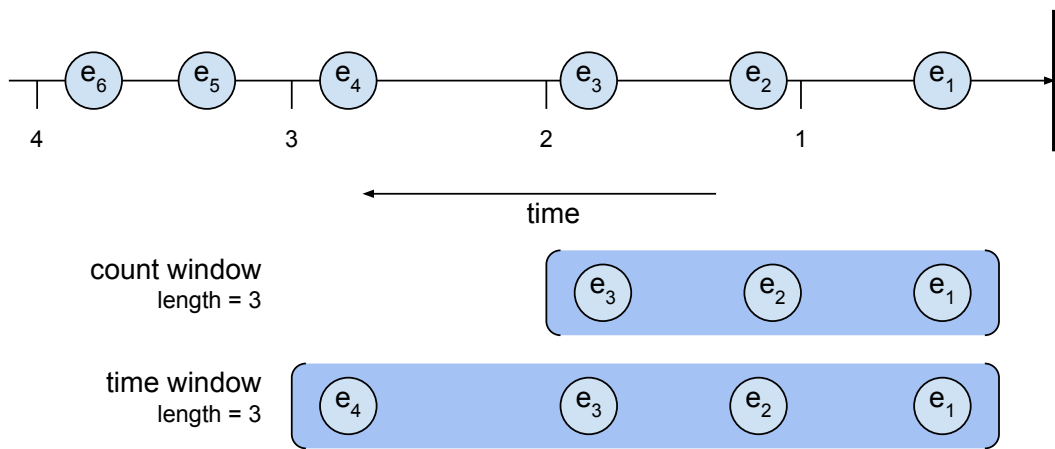 e6 e5 e4 e3 e2 e1
4 3 2 1
time
count window
length = 3
e3 e2 e1
time window
length = 3
e4 e3 e2 e1